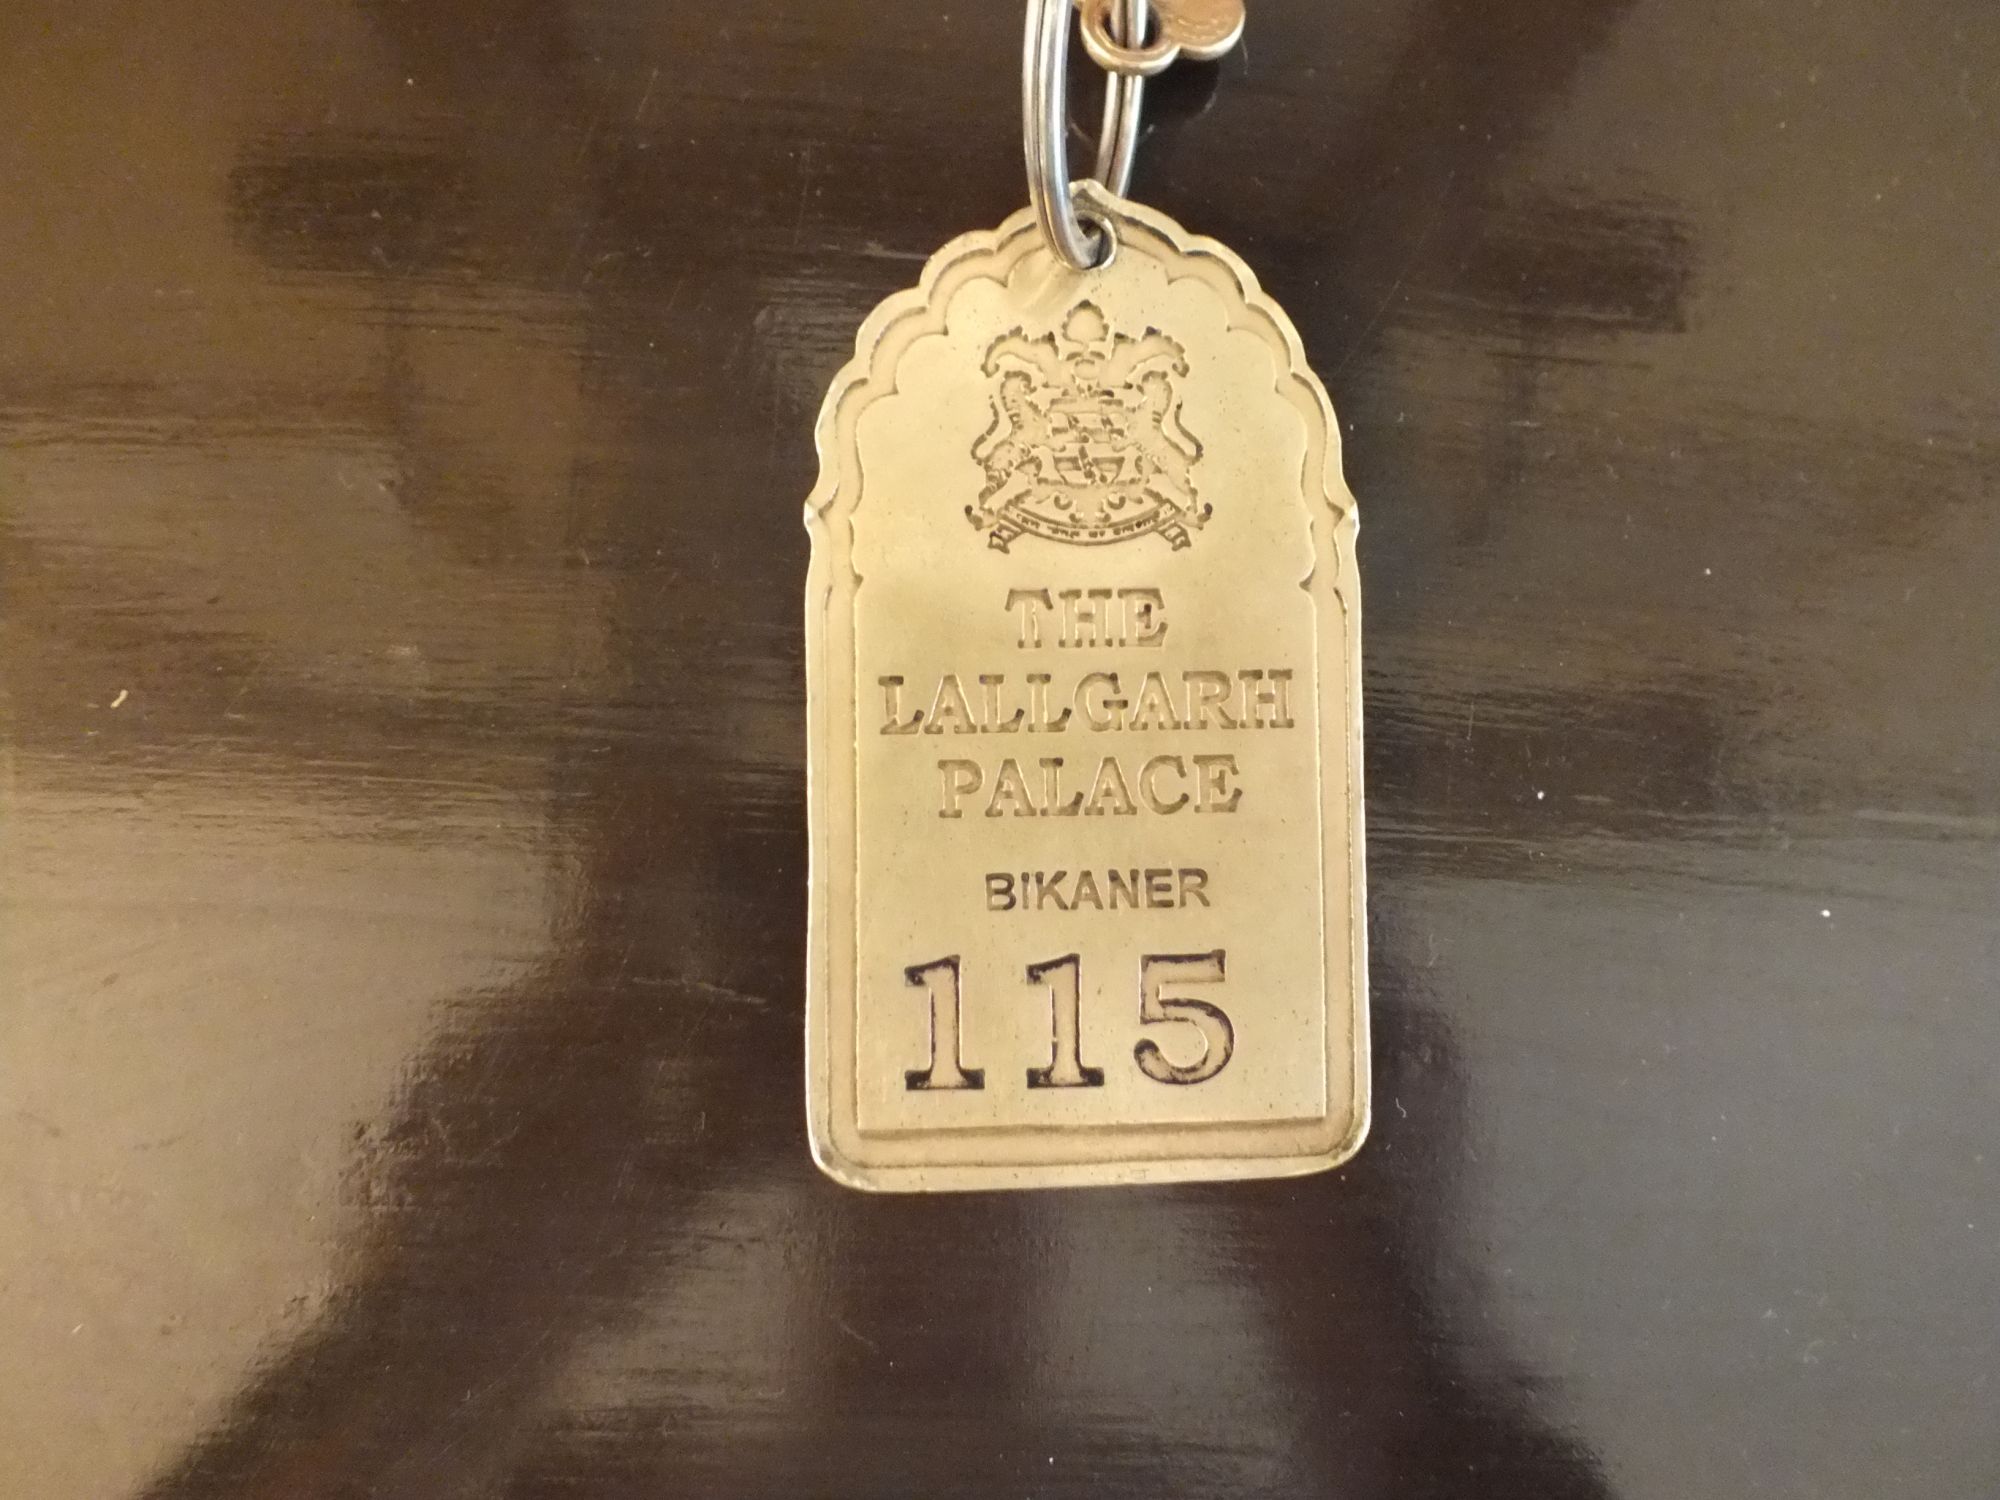 THE
LALLGARH
PALACE
BIKANER
115